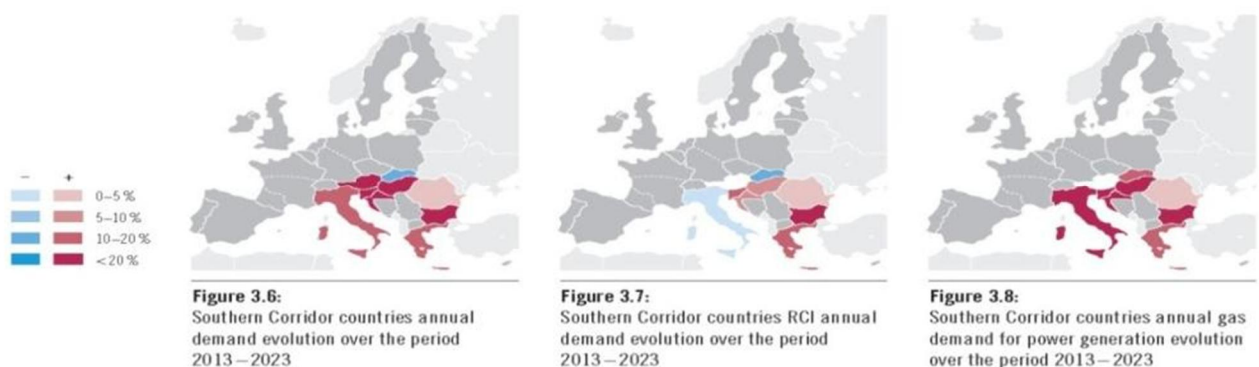 − +
0–5 %
5–10 %
10–20 %
<20 %
Figure 3.6:
Southern Corridor countries annual
demand evolution over the period
2013–2023
Figure 3.7:
Southern Corridor countries RCI annual
demand evolution over the period
2013–2023
Figure 3.8:
Southern Corridor countries annual gas
demand for power generation evolution
over the period 2013–2023